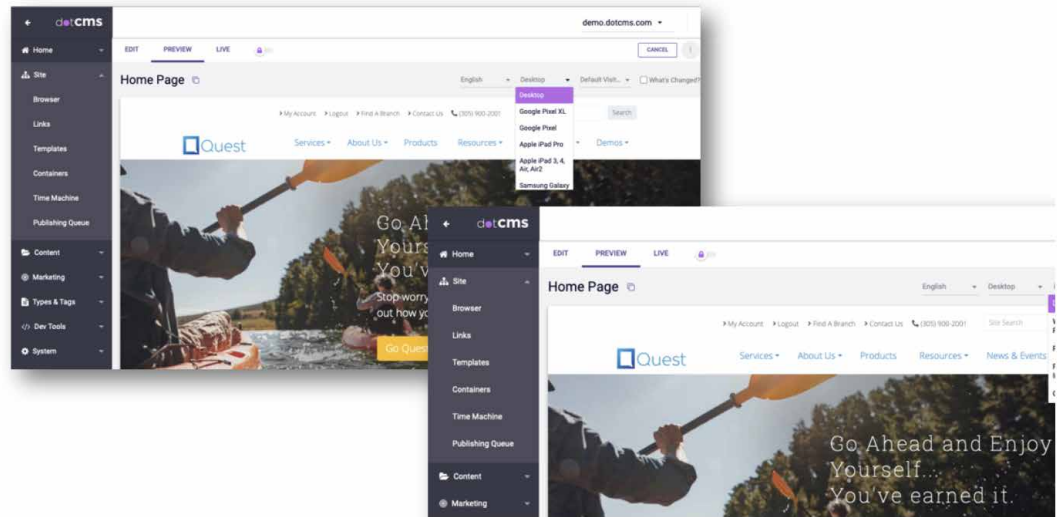 dotcms
demo.dotcms.com
Home
EDIT PREVIEW LIVE
CANCEL
Site
Home Page
English Desktop Default Visit... What's Changed?
Browser
Links
Templates
Containers
Time Machine
Publishing Queue
Content
Marketing
Types & Tags
Dev Tools
System
Desktop
Google Pixel XL
Google Pixel
Apple iPad Pro
Apple iPad 3, 4,
Air, Air2
Samsung Galaxy
My Account Logout Find A Branch Contact Us (305) 900-2001 Search
Quest Services About Us Products Resources Demos
Go Ah
Yours
You'v
Stop worry
out how yo
Go Quest
dotcms
Home
EDIT PREVIEW LIVE
Site
Home Page
English Desktop
Browser
Links
Templates
Containers
Time Machine
Publishing Queue
Content
Marketing
My Account Logout Find A Branch Contact Us (305) 900-2001 Site Search
Quest Services About Us Products Resources News & Events
Go Ahead and Enjoy
Yourself...
You've earned it.